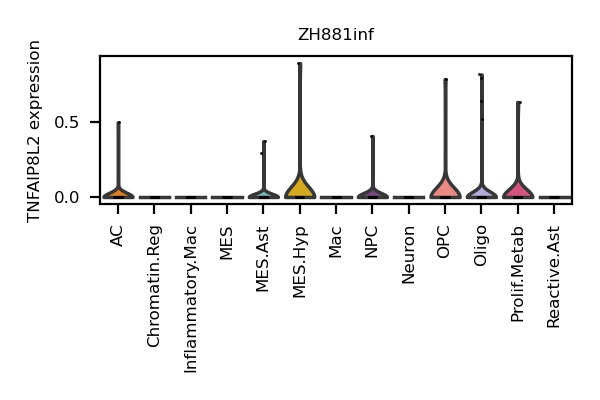 ZH881inf
TNFAIP8L2 expression
0.5
0.0
AC
Chromatin.Reg
Inflammatory.Mac
MES
MES.Ast
MES.Hyp
Mac
NPC
Neuron
OPC
Oligo
Prolif.Metab
Reactive.Ast